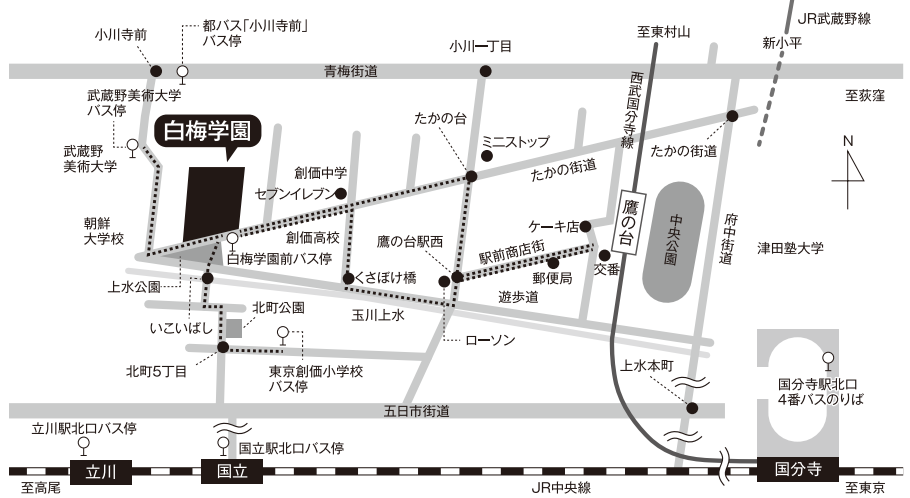 JR武蔵野線
都バス「小川寺前」
バス停
小川寺前
小川一丁目
至東村山
新小平
青梅街道
至荻窪
武蔵野美術大学
バス停
白梅学園
西武国分寺線
たかの台
ミニストップ
たかの街道
たかの街道
N
武蔵野
美術大学
創価中学
セブンイレブン
朝鮮
大学校
創価高校
鷹の台駅西
駅前商店街
ケーキ店
鷹の台
中央公園
府中街道
津田塾大学
白梅学園前バス停
郵便局
交番
上水公園
くさぼけ橋
遊歩道
いこいばし
北町公園
玉川上水
ローソン
北町5丁目
東京創価小学校
バス停
上水本町
国分寺駅北口
4番バスのりば
五日市街道
立川駅北口バス停
国立駅北口バス停
立川
国立
国分寺
至高尾
JR中央線
至東京